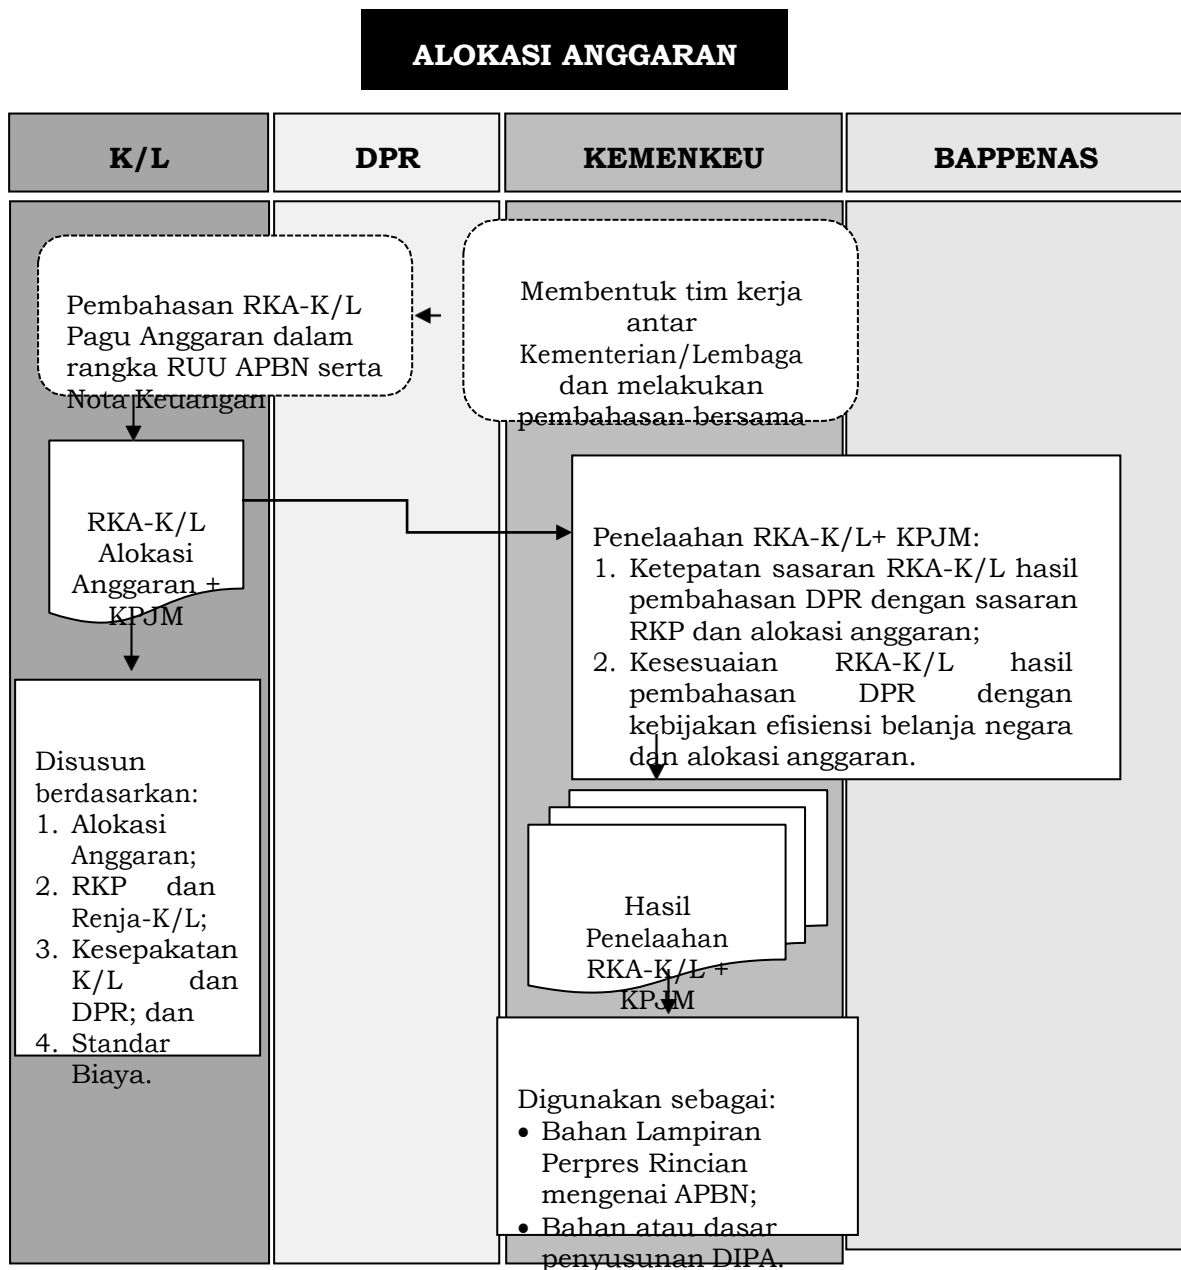 ALOKASI ANGGARAN
K/L
DPR
KEMENKEU
BAPPENAS
Pembahasan RKA-K/L
Pagu Anggaran dalam
rangka RUU APBN serta
Nota Keuangan
Membentuk tim kerja
antar
Kementerian/Lembaga
dan melakukan
pembahasan bersama
RKA-K/L
Alokasi
Anggaran +
KPJM
Penelaahan RKA-K/L+ KPJM:
1. Ketepatan sasaran RKA-K/L hasil
pembahasan DPR dengan sasaran
RKP dan alokasi anggaran;
2. Kesesuaian RKA-K/L hasil
pembahasan DPR dengan
kebijakan efisiensi belanja negara
dan alokasi anggaran.
Disusun
berdasarkan:
1. Alokasi
Anggaran;
2. RKP dan
Renja-K/L;
3. Kesepakatan
K/L dan
DPR; dan
4. Standar
Biaya.
Hasil
Penelaahan
RKA-K/L +
KPJM
Digunakan sebagai:
• Bahan Lampiran
Perpres Rincian
mengenai APBN;
• Bahan atau dasar
penyusunan DIPA.